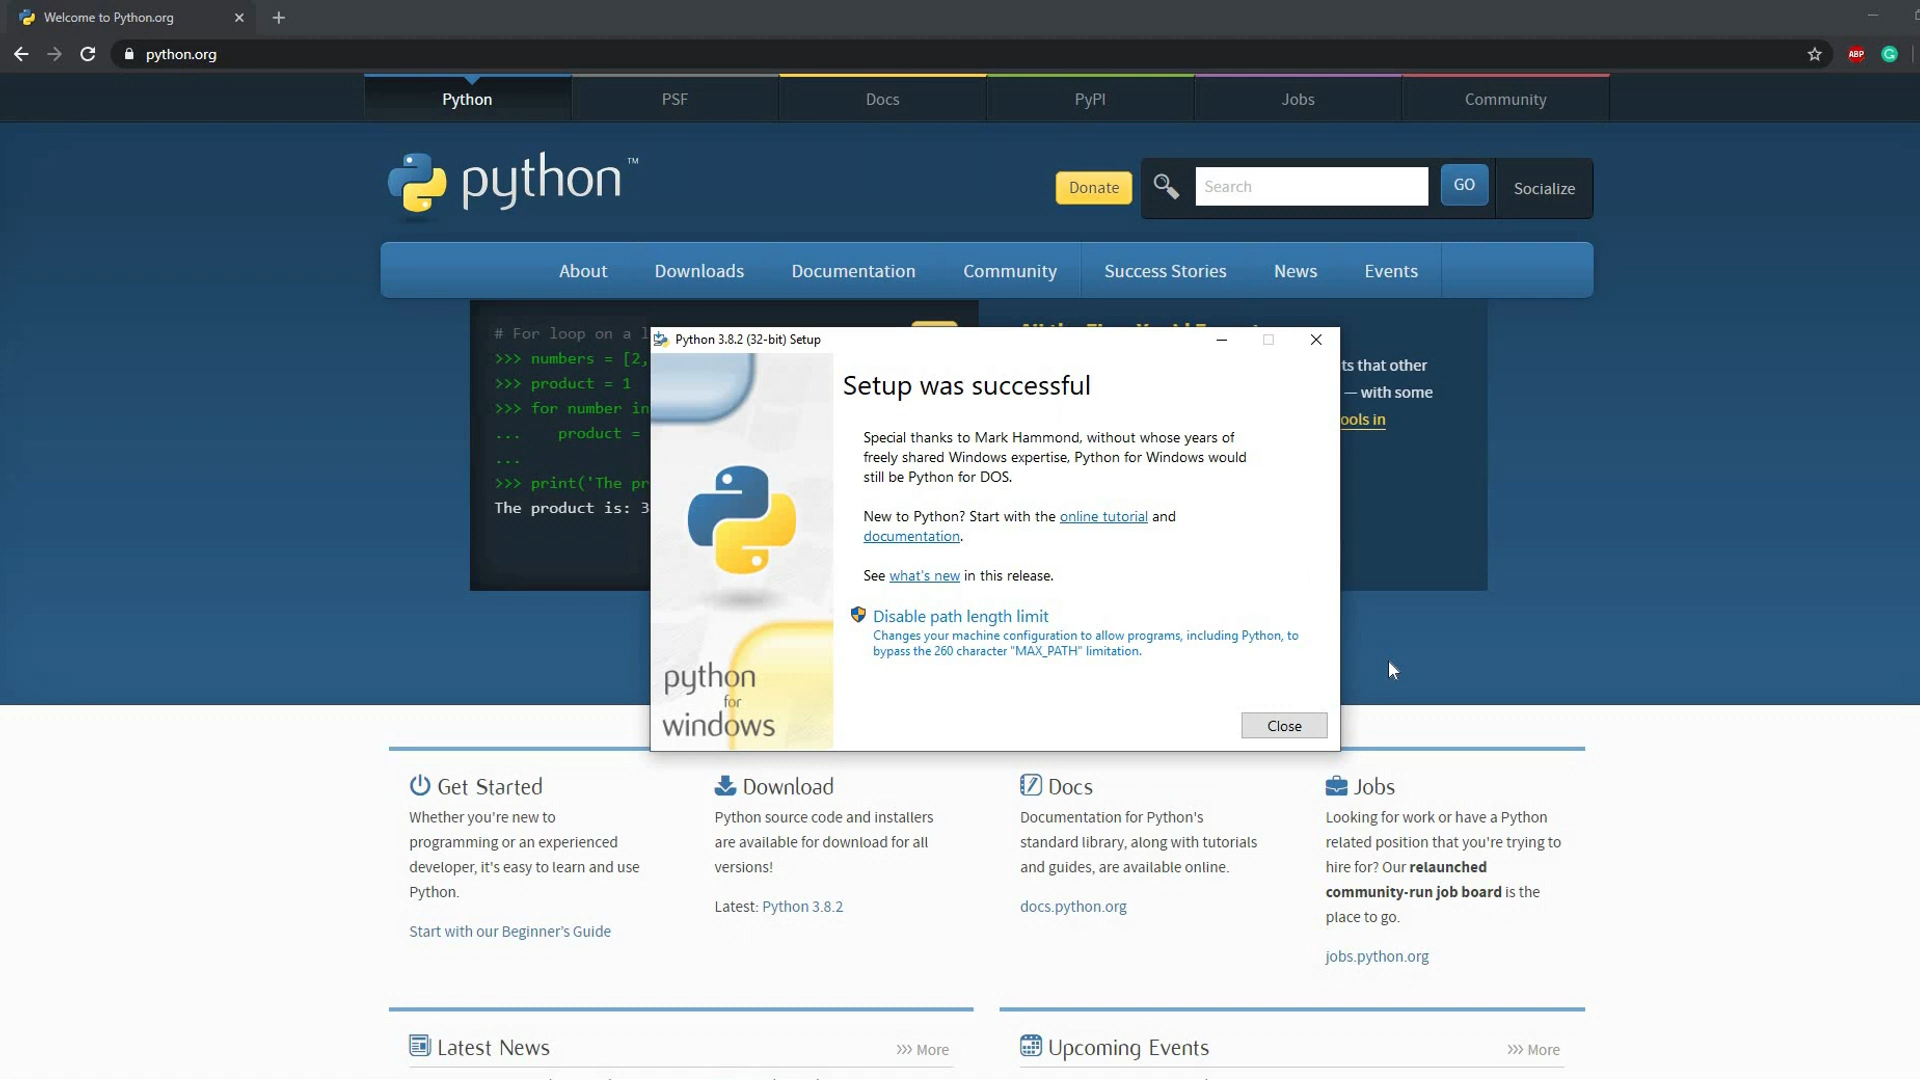 Welcome to Python.org
python.org
ABP
Python
PSF
Docs
PyPI
Jobs
Community
python™
Donate
Search
GO
Socialize
About
Downloads
Documentation
Community
Success Stories
News
Events
# For loop on a
>>> numbers = [2,
>>> product = 1
>>> for number in
... product =
...
>>> print('The pr
The product is: 3
ts that other
— with some
ools in
Python 3.8.2 (32-bit) Setup
Setup was successful
Special thanks to Mark Hammond, without whose years of
freely shared Windows expertise, Python for Windows would
still be Python for DOS.
New to Python? Start with the online tutorial and
documentation.
See what's new in this release.
Disable path length limit
Changes your machine configuration to allow programs, including Python, to
bypass the 260 character "MAX_PATH" limitation.
python
for
windows
Close
Get Started
Whether you're new to
programming or an experienced
developer, it's easy to learn and use
Python.
Start with our Beginner's Guide
Download
Python source code and installers
are available for download for all
versions!
Latest: Python 3.8.2
Docs
Documentation for Python's
standard library, along with tutorials
and guides, are available online.
docs.python.org
Jobs
Looking for work or have a Python
related position that you're trying to
hire for? Our relaunched
community-run job board is the
place to go.
jobs.python.org
Latest News
>>> More
Upcoming Events
>>> More